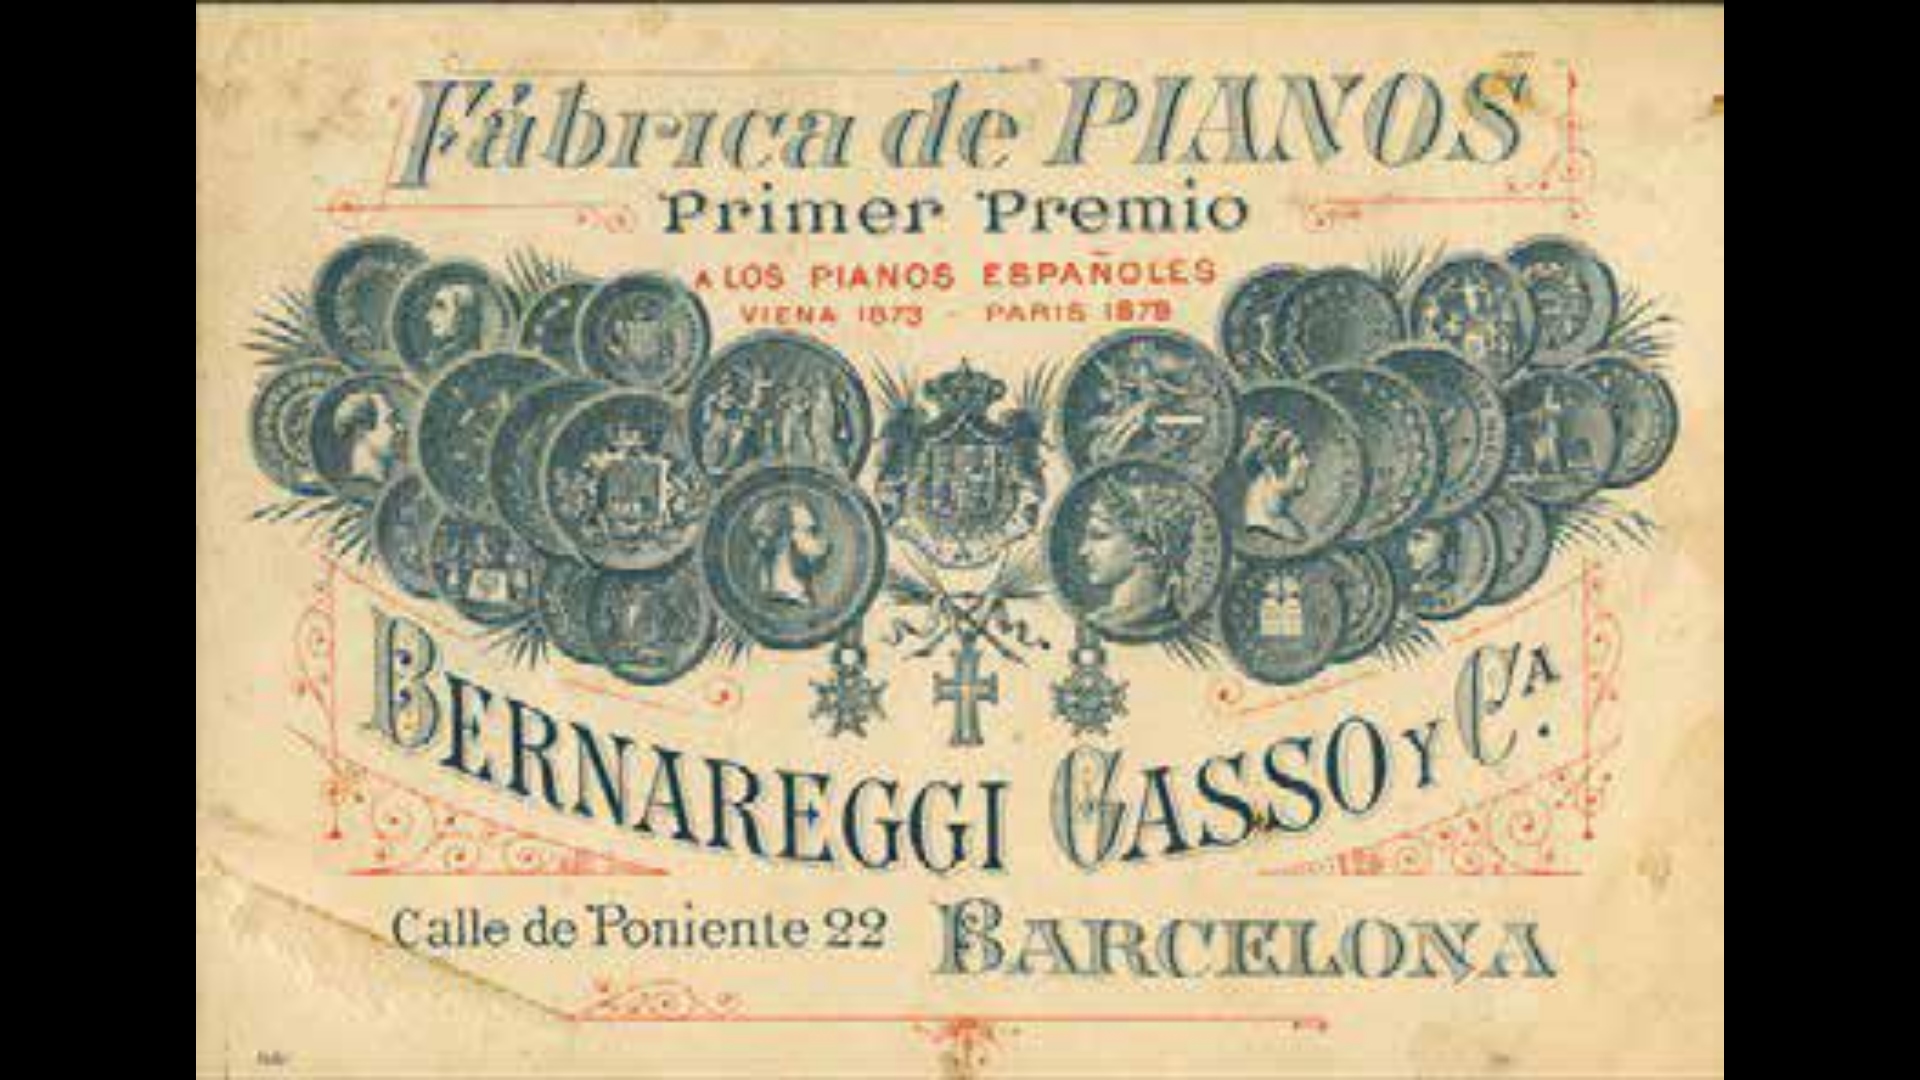 Fábrica de PIANOS
Primer Premio
A LOS PIANOS ESPAÑOLES
VIENA 1873 - PARIS 1878
BERNAREGGI GASSO Y Cᴬ.
Calle de Poniente 22 BARCELONA